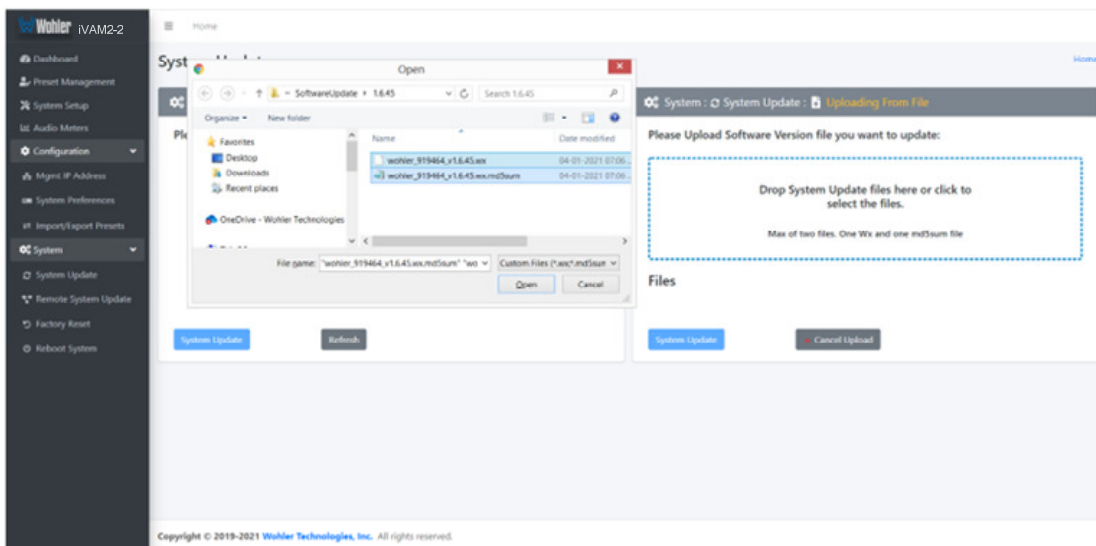 Wohler iVAM2-2
Home
Dashboard
Preset Management
System Setup
Audio Meters
Configuration
Mgmt IP Address
System Preferences
Import/Export Presets
System
System Update
Remote System Update
Factory Reset
Reboot System
Syst
Home
Open
SoftwareUpdate 1.6.45
Search 1.6.45
Organize
New folder
Favorites
Desktop
Downloads
Recent places
OneDrive - Wohler Technologies
Name
Date modified
wohler_919464_v1.6.45.wx
04-01-2021 07:06
wohler_919464_v1.6.45.wx.md5sum
04-01-2021 07:06
File name: "wohler_919464_v1.6.45.wx.md5sum" "wo
Custom Files (*.wx;*.md5sum
Open
Cancel
System Update
Refresh
System : System Update : Uploading From File
Please Upload Software Version file you want to update:
Drop System Update files here or click to
select the files.
Max of two files. One Wx and one md5sum file
Files
System Update
Cancel Upload
Copyright © 2019-2021 Wohler Technologies, Inc. All rights reserved.